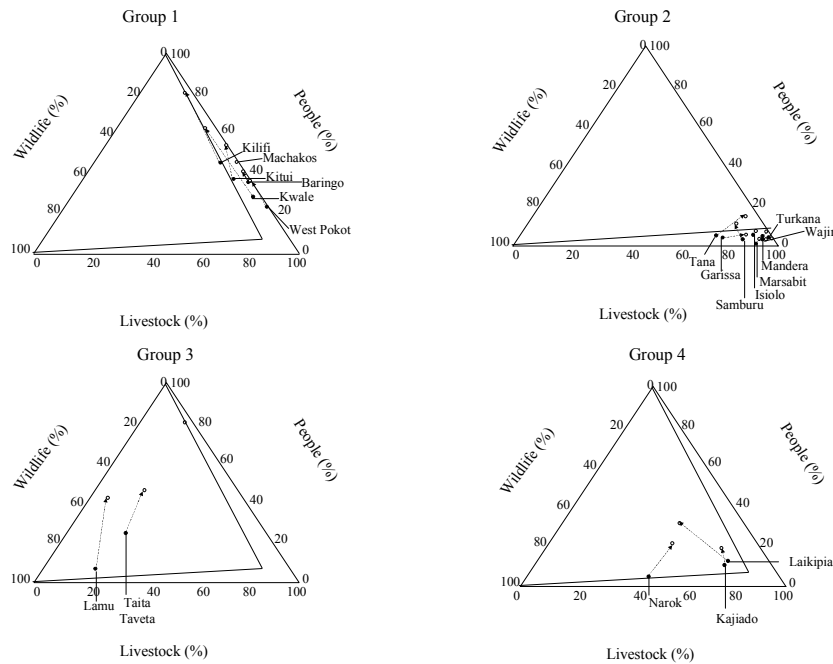 Group 1
0 100
20
80
40
60
60
40
80
20
100
0
0
20
40
60
80
100
Wildlife (%)
People (%)
Kilifi
Machakos
Kitui
Baringo
Kwale
West Pokot
Livestock (%)
Group 2
0 100
20
80
40
60
60
40
80
20
100
0
0
20
40
60
80
100
Wildlife (%)
People (%)
Turkana
Wajir
Tana
Garissa
Mandera
Marsabit
Isiolo
Samburu
Livestock (%)
Group 3
0 100
20
80
40
60
60
40
80
20
100
0
0
20
40
60
80
100
Wildlife (%)
People (%)
Lamu
Taita
Taveta
Livestock (%)
Group 4
0 100
20
80
40
60
60
40
80
20
100
0
0
20
40
60
80
100
Wildlife (%)
People (%)
Laikipia
Narok
Kajiado
Livestock (%)